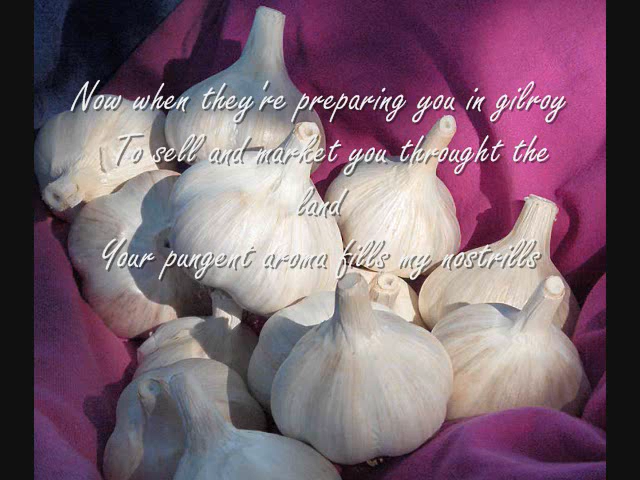 Now when they're preparing you in gilroy
To sell and market you throught the
land
Your pungent aroma fills my nostrills